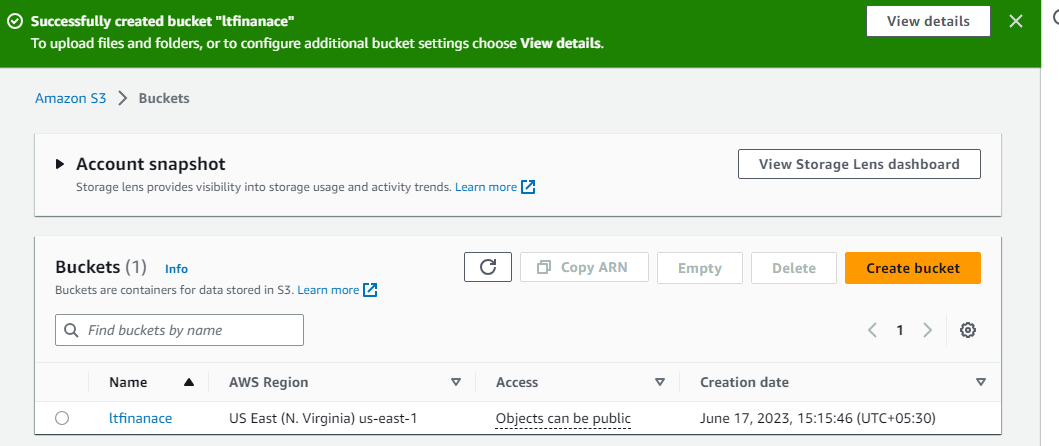 Successfully created bucket "ltfinanace"
View details
To upload files and folders, or to configure additional bucket settings choose View details.
Amazon S3 > Buckets
Account snapshot
View Storage Lens dashboard
Storage lens provides visibility into storage usage and activity trends. Learn more
Buckets (1) Info
Copy ARN Empty Delete Create bucket
Buckets are containers for data stored in S3. Learn more
Find buckets by name
1
Name AWS Region Access Creation date
ltfinanace US East (N. Virginia) us-east-1 Objects can be public June 17, 2023, 15:15:46 (UTC+05:30)